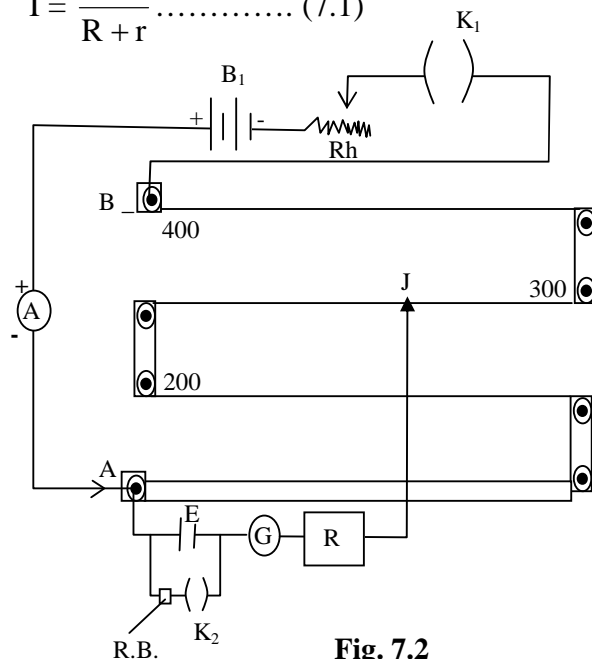 I = ——— R + r ............. (7.1)
K₁
B₁
+ -
Rh
B _
400
J
300
+
A
-
200
A
E
G
R
K₂
R.B.
Fig. 7.2